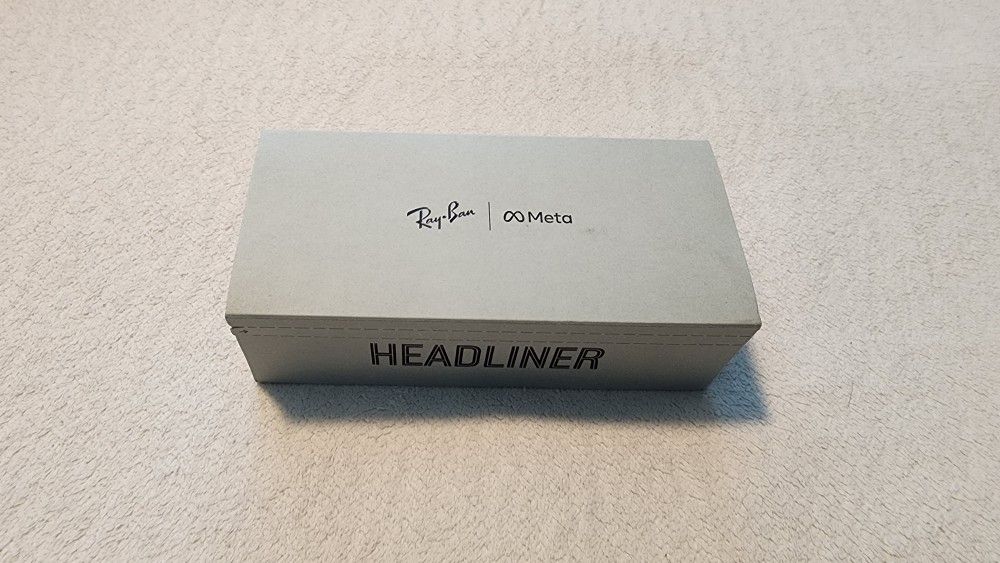 Ray-Ban | ∞ Meta
HEADLINER